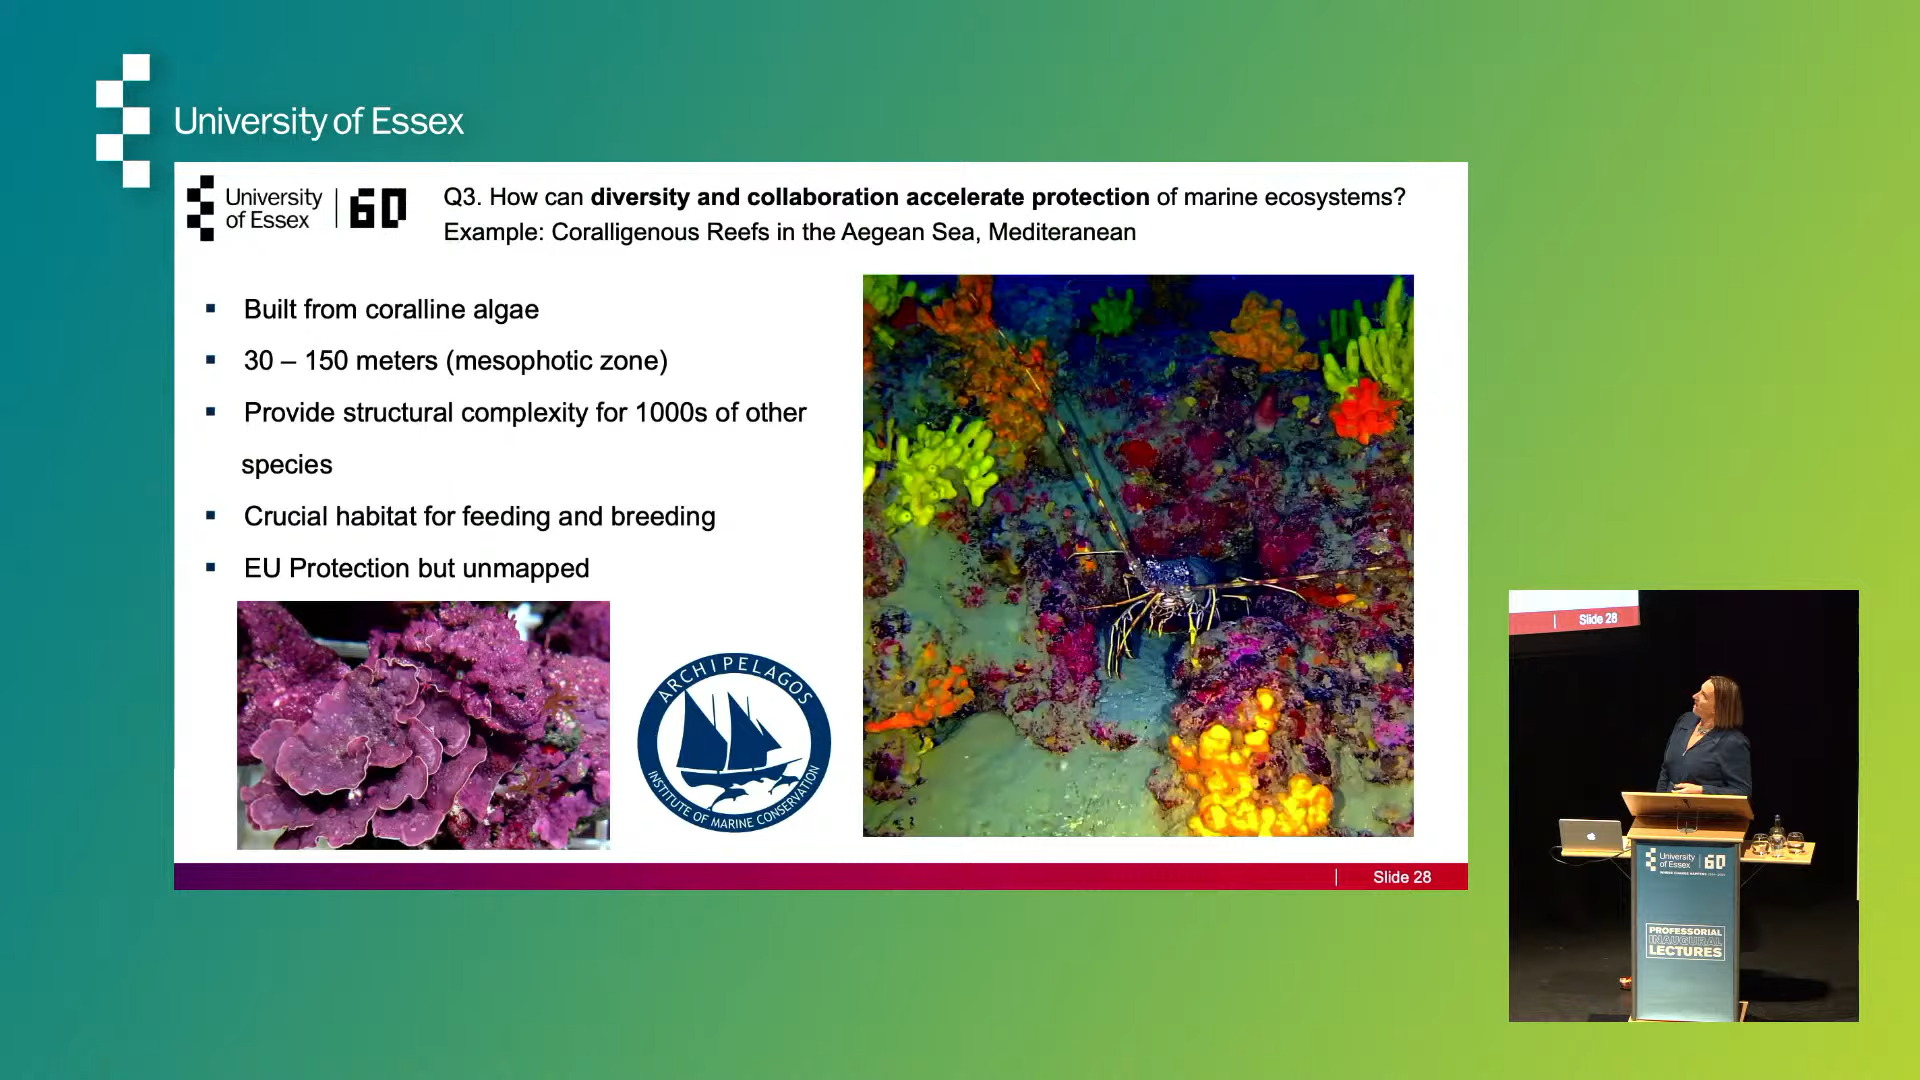 University of Essex
University
of Essex
60
Q3. How can diversity and collaboration accelerate protection of marine ecosystems?
Example: Coralligenous Reefs in the Aegean Sea, Mediteranean
Built from coralline algae
30 – 150 meters (mesophotic zone)
Provide structural complexity for 1000s of other
species
Crucial habitat for feeding and breeding
EU Protection but unmapped
ARCHIPELAGOS
INSTITUTE OF MARINE CONSERVATION
Slide 28
Slide 28
University
of Essex
60
PROFESSORIAL
INAUGURAL
LECTURES